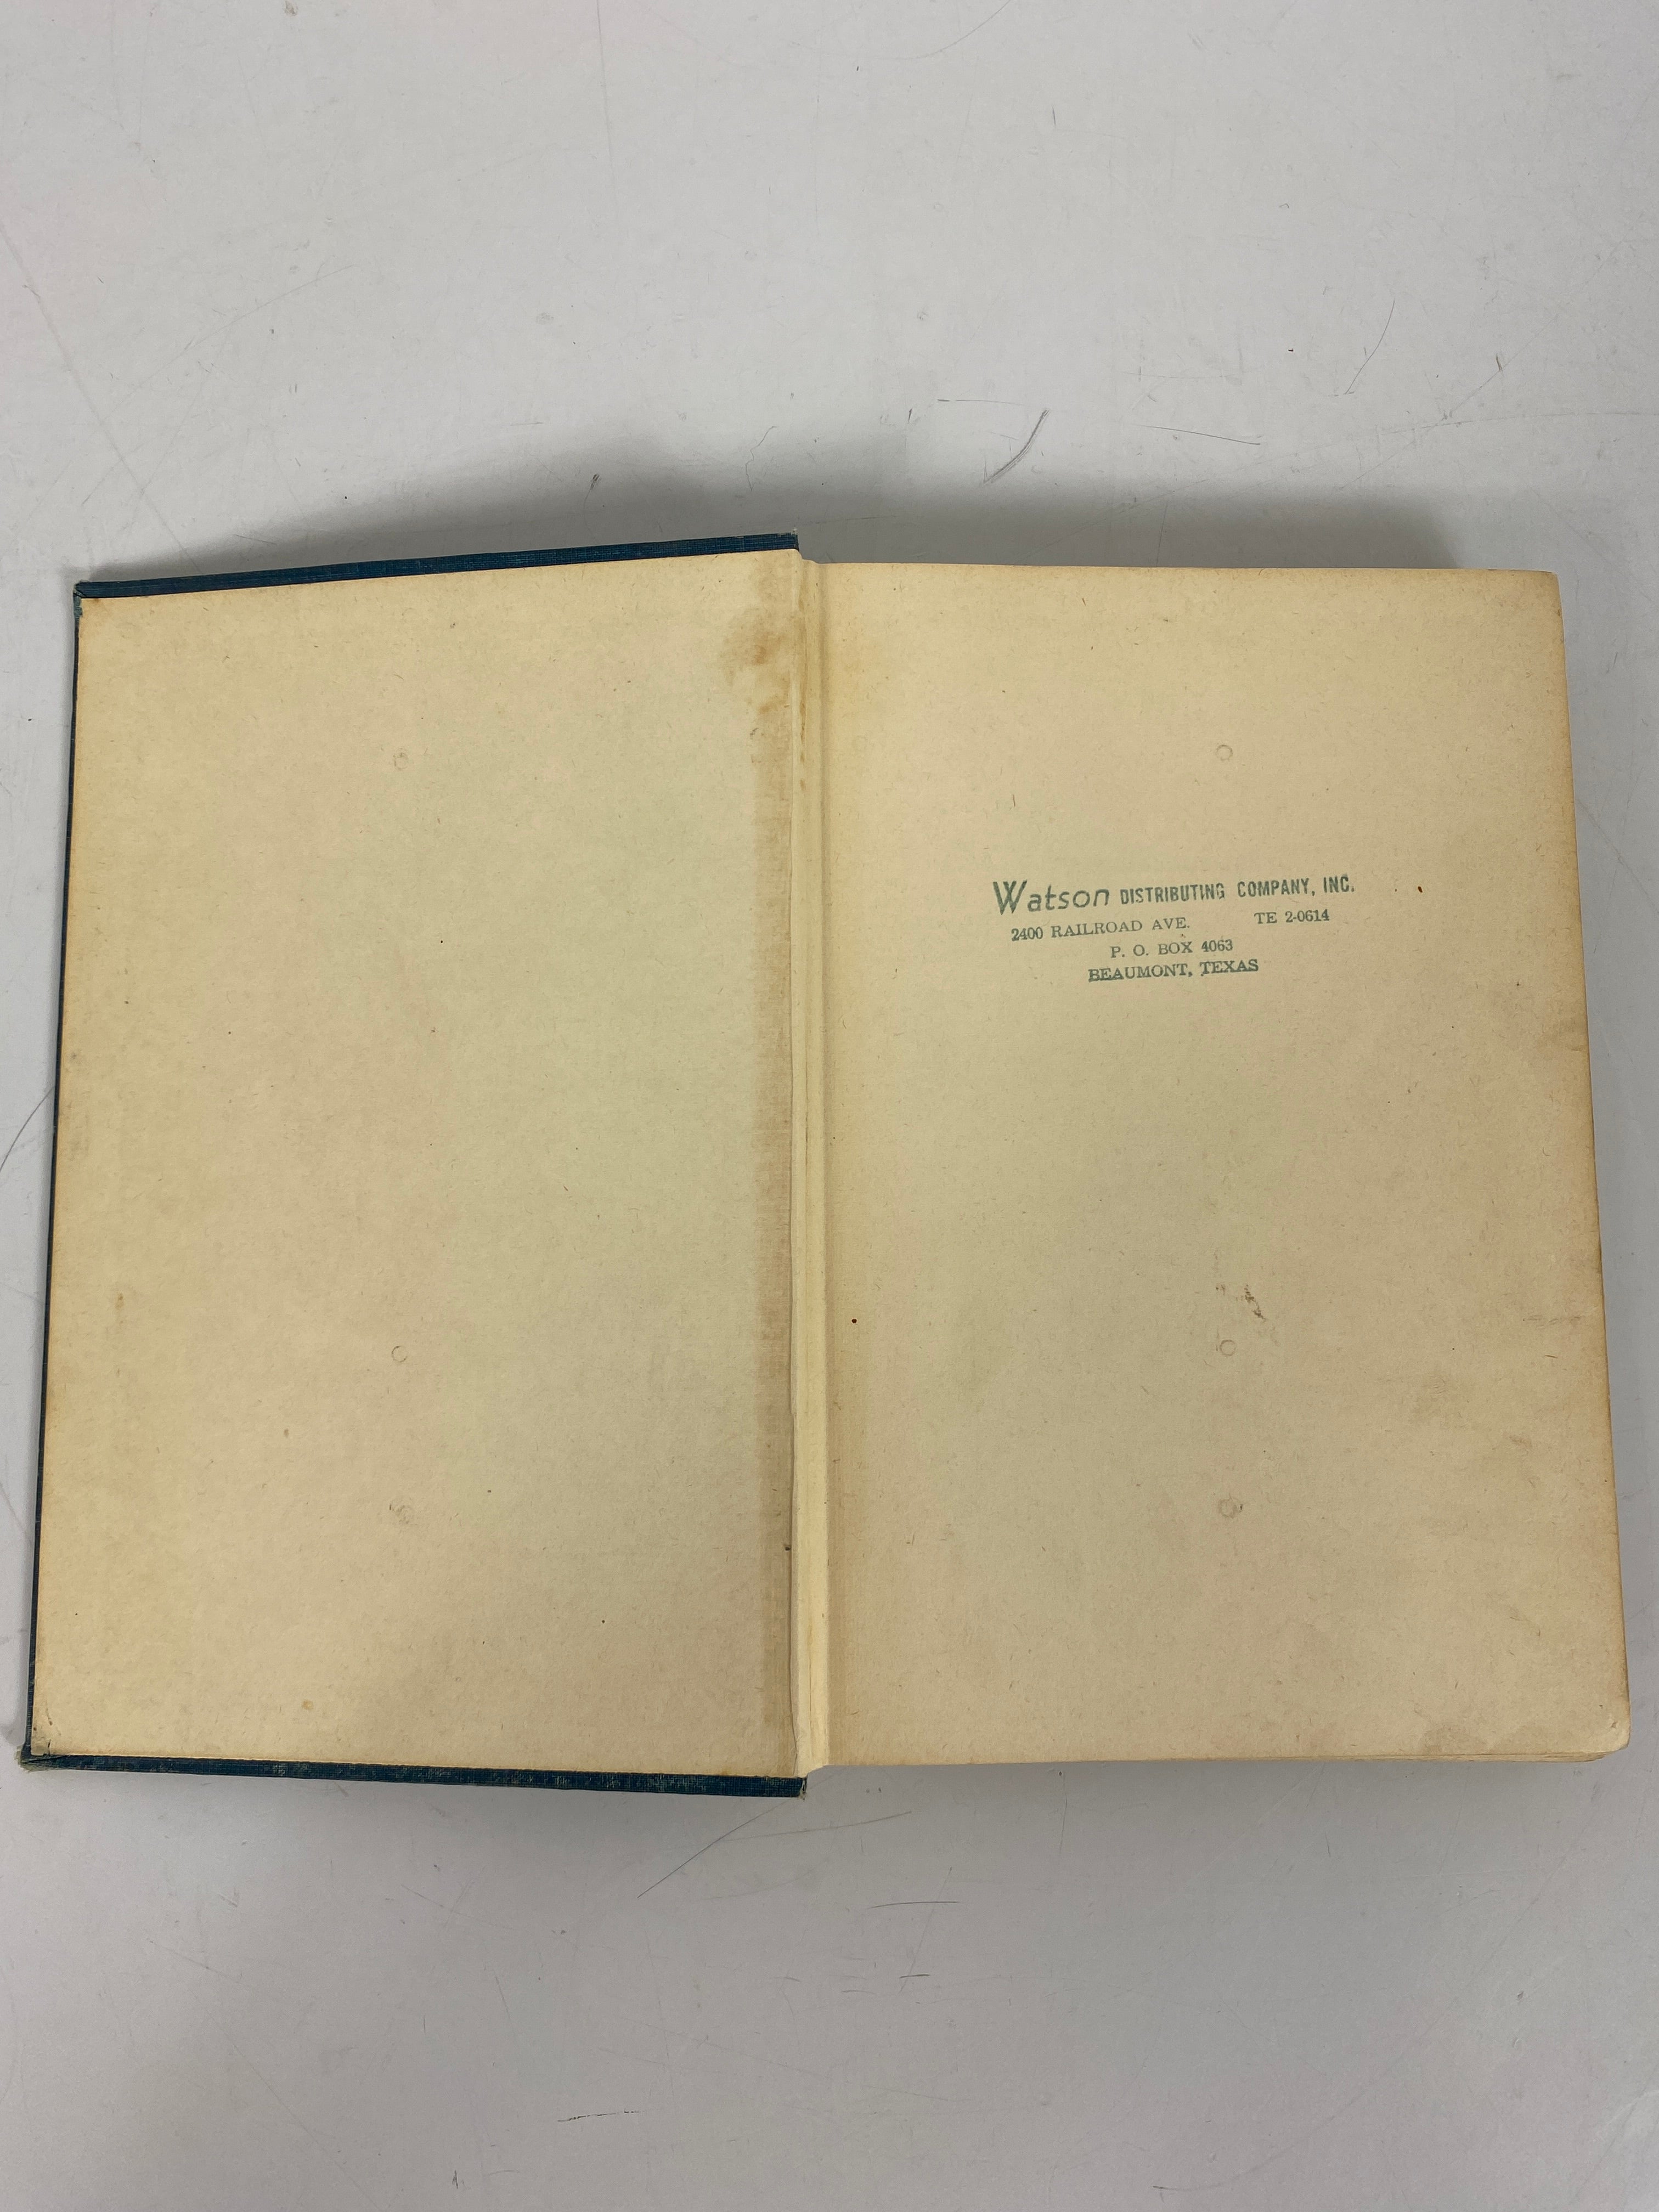 Watson DISTRIBUTING COMPANY, INC.
2400 RAILROAD AVE. TE 2-0614
P. O. BOX 4063
BEAUMONT, TEXAS